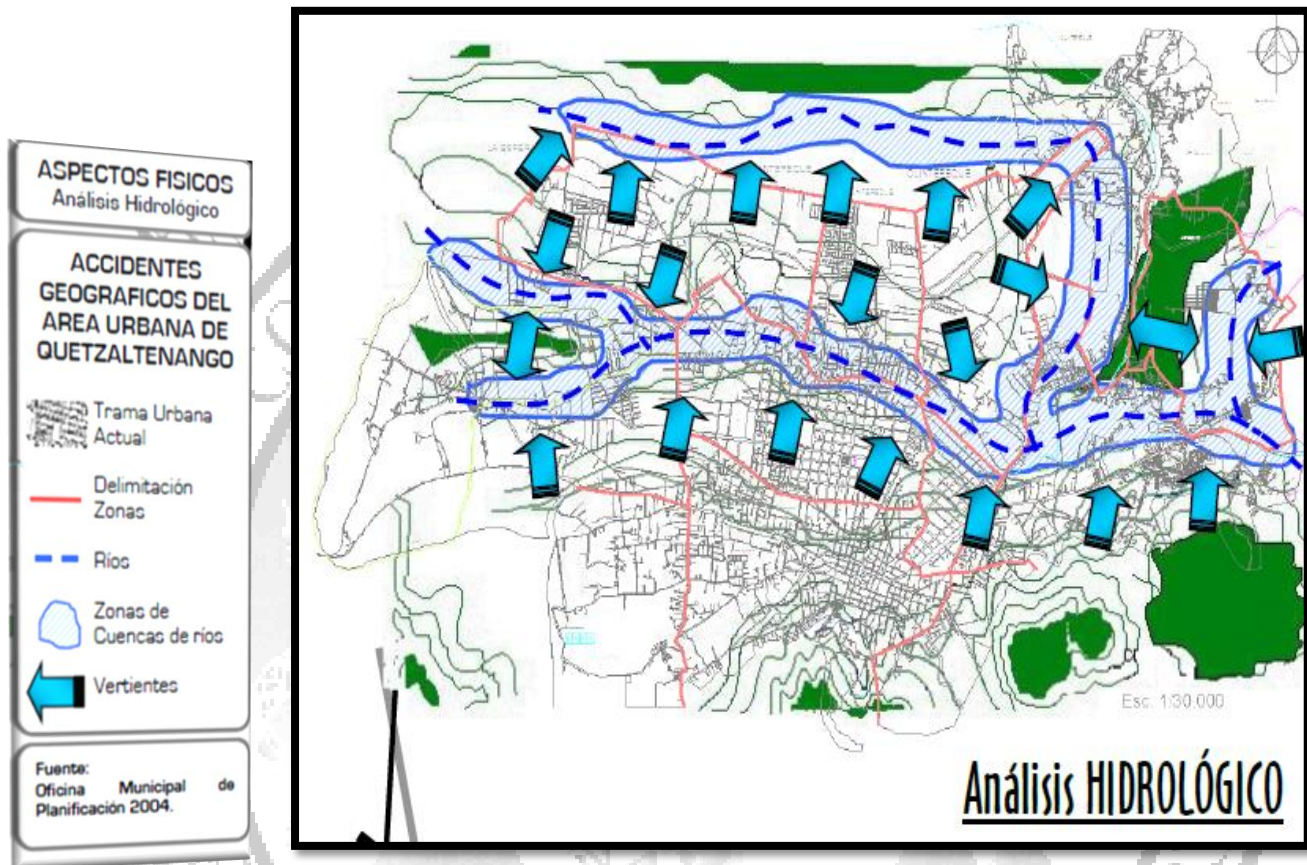 ASPECTOS FISICOS
Análisis Hidrológico
ACCIDENTES
GEOGRAFICOS DEL
AREA URBANA DE
QUETZALTENANGO
Trama Urbana
Actual
Delimitación
Zonas
Ríos
Zonas de
Cuencas de ríos
Vertientes
Fuente:
Oficina Municipal de
Planificación 2004.
Esc. 1:30,000
Análisis HIDROLÓGICO